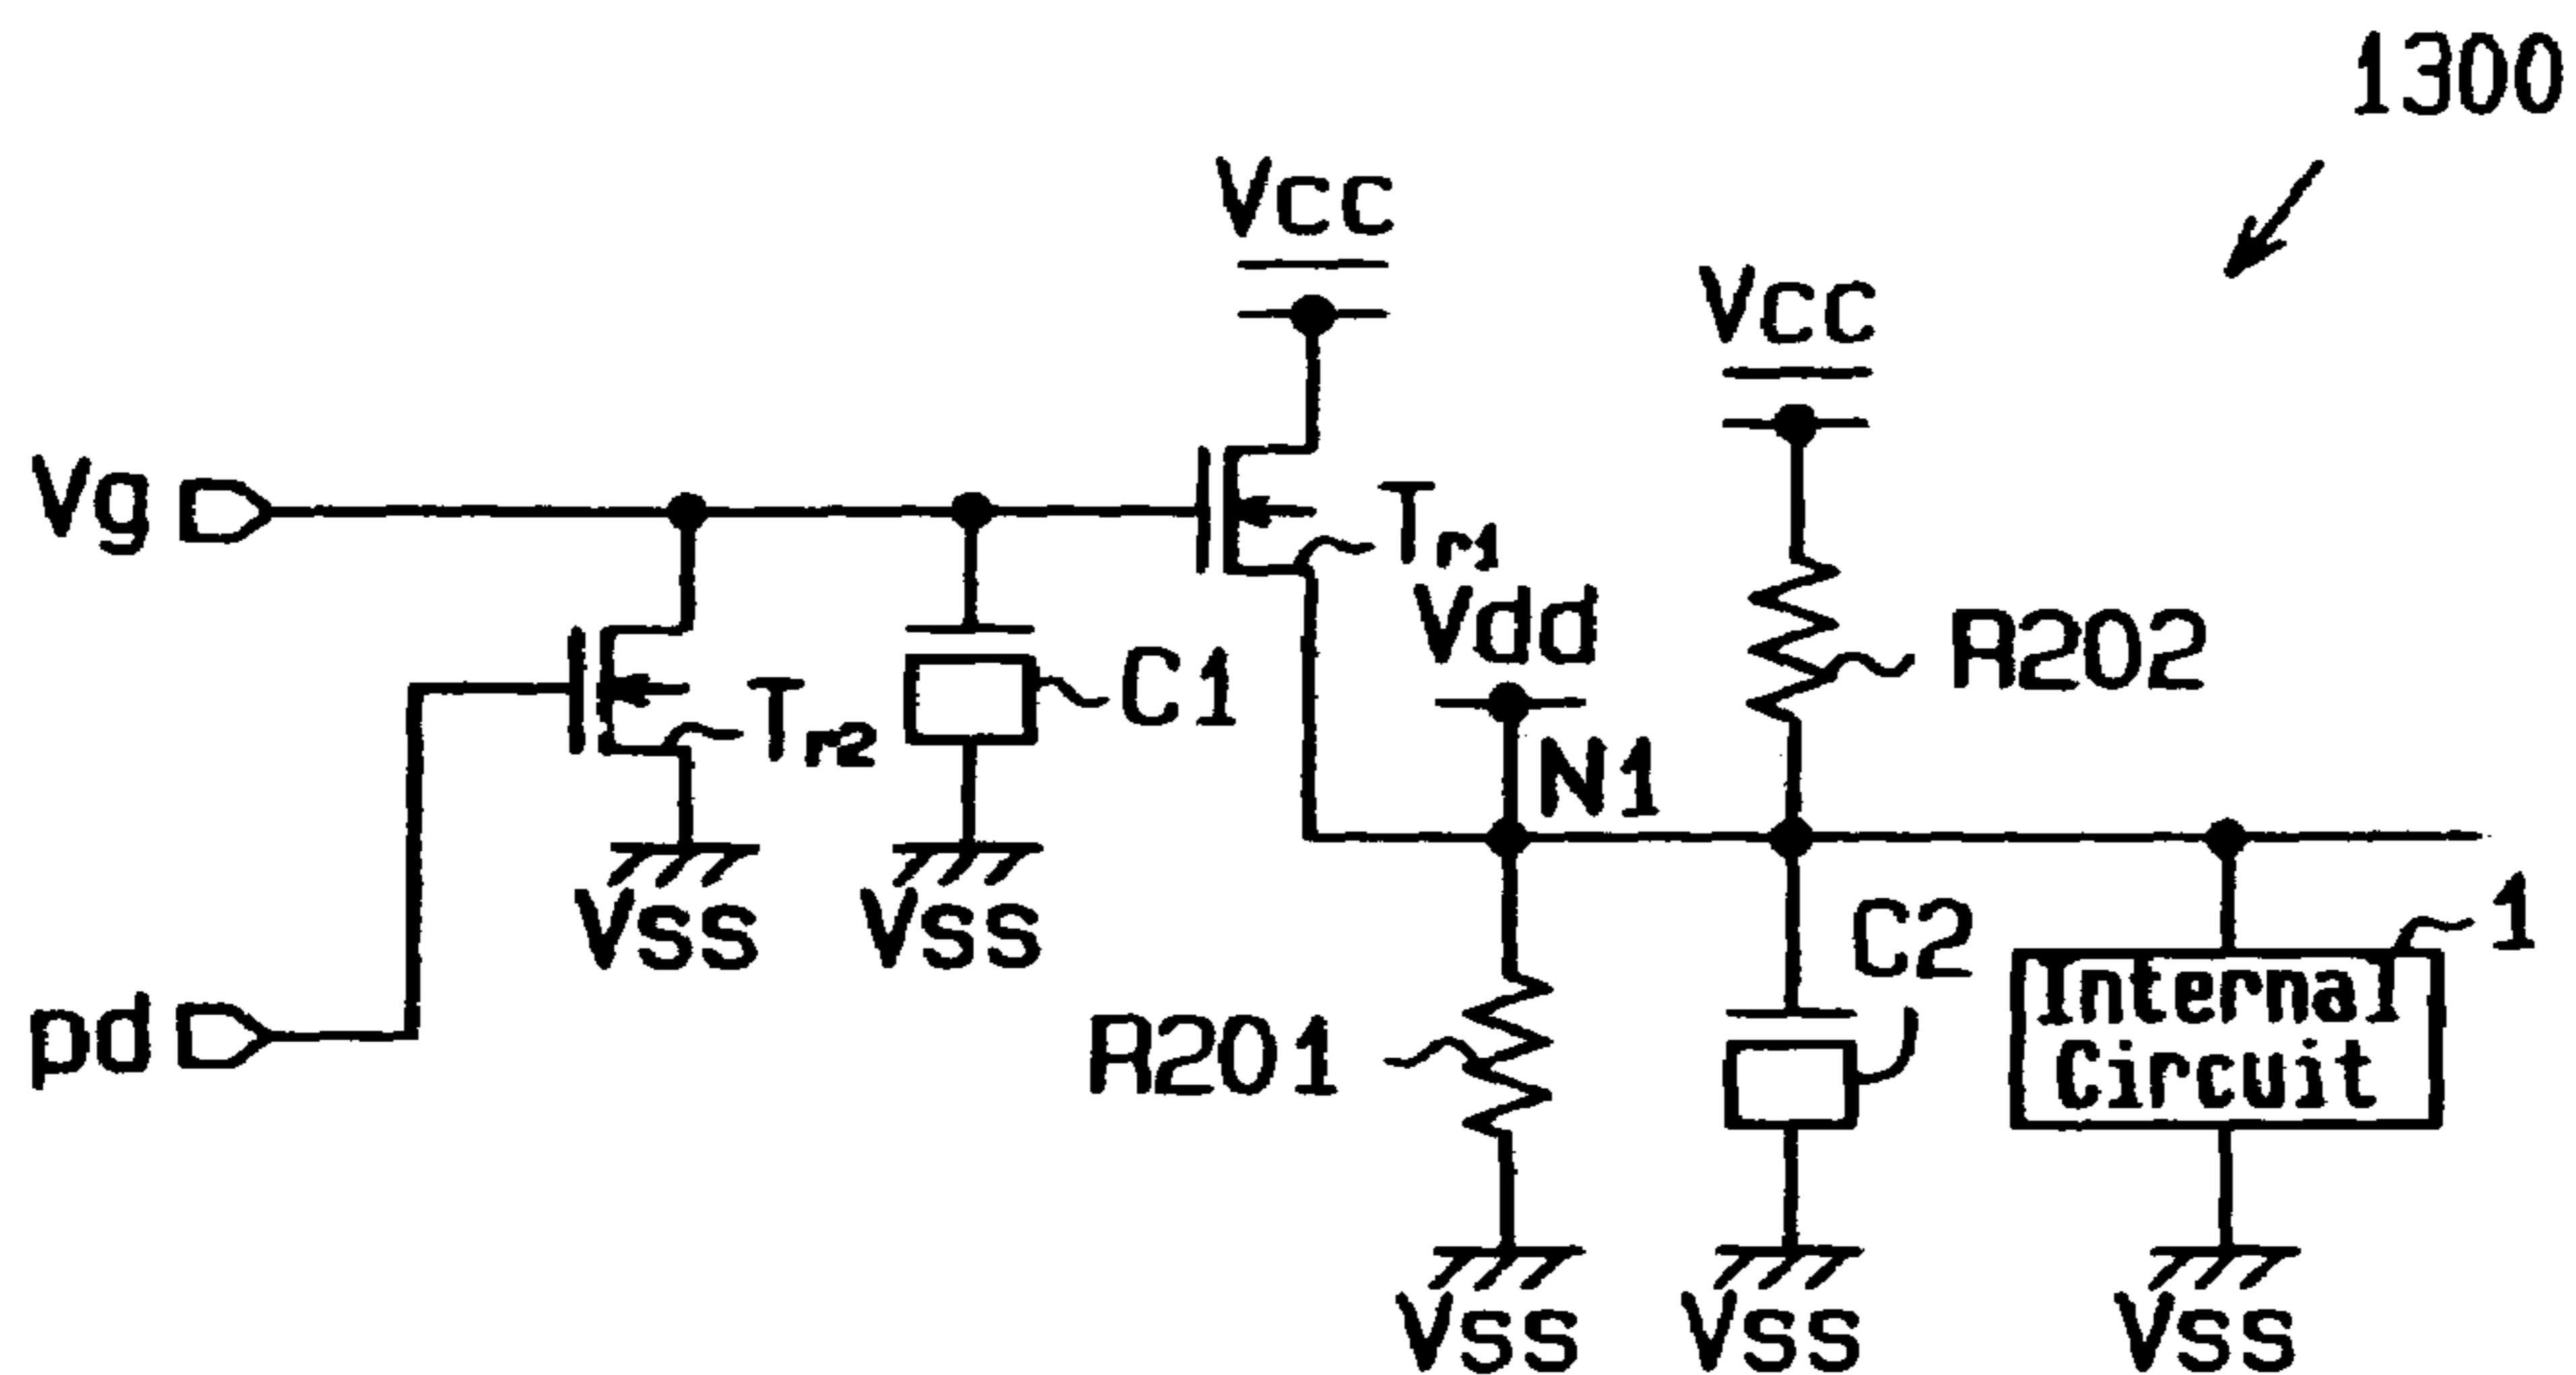 1300
Vcc
Vcc
Vg
Tr1
Vdd
R202
C1
Tr2
N1
Vss
Vss
C2
1
Internal
Circuit
pd
R201
Vss
Vss
Vss